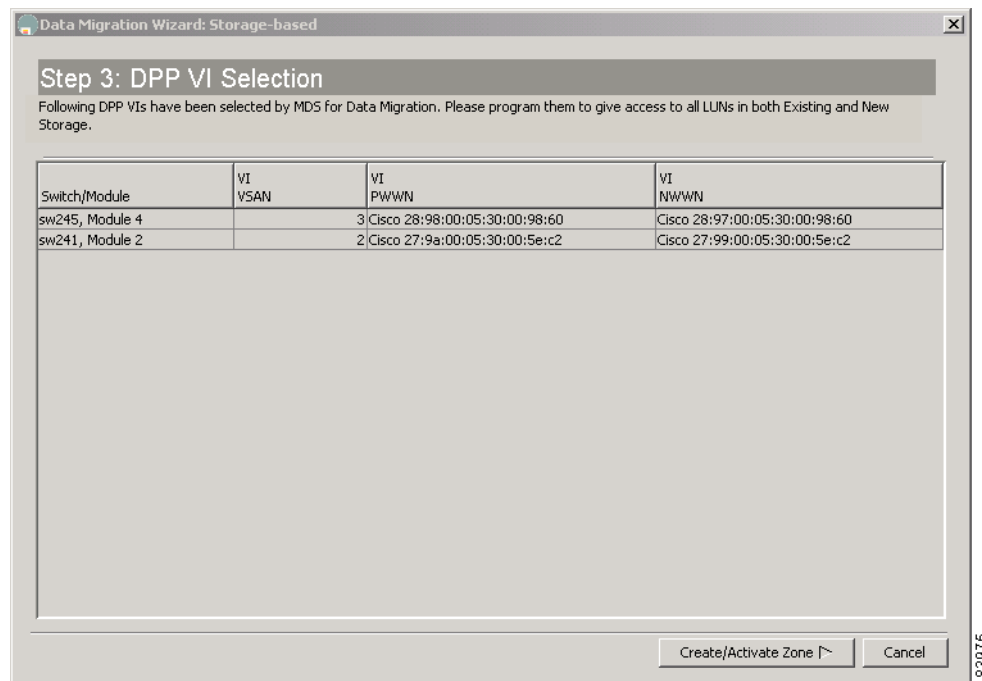 Data Migration Wizard: Storage-based
Step 3: DPP VI Selection
Following DPP VIs have been selected by MDS for Data Migration. Please program them to give access to all LUNs in both Existing and New
Storage.
Switch/Module VI VSAN VI PWWN VI NWWN
sw245, Module 4 3 Cisco 28:98:00:05:30:00:98:60 Cisco 28:97:00:05:30:00:98:60
sw241, Module 2 2 Cisco 27:9a:00:05:30:00:5e:c2 Cisco 27:99:00:05:30:00:5e:c2
Create/Activate Zone Cancel